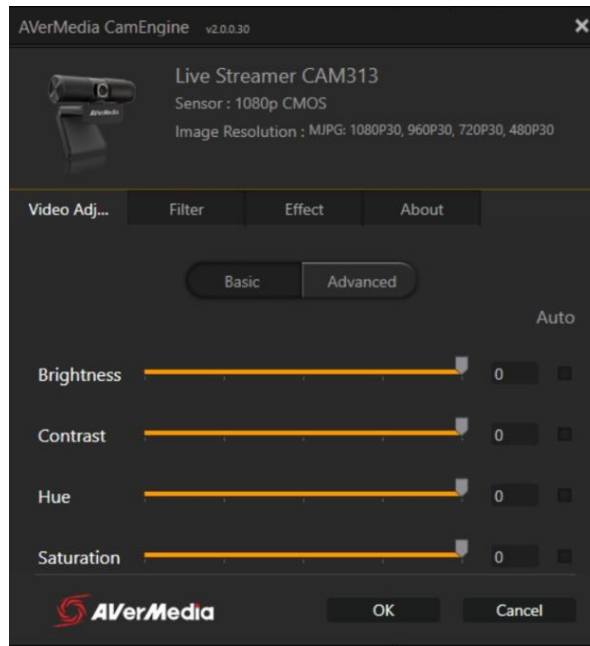 AVerMedia CamEngine v2.0.0.30
Live Streamer CAM313
Sensor : 1080p CMOS
Image Resolution : MJPG: 1080P30, 960P30, 720P30, 480P30
AVerMedia
Video Adj... Filter Effect About
Basic Advanced
Auto
Brightness 0
Contrast 0
Hue 0
Saturation 0
AVerMedia OK Cancel